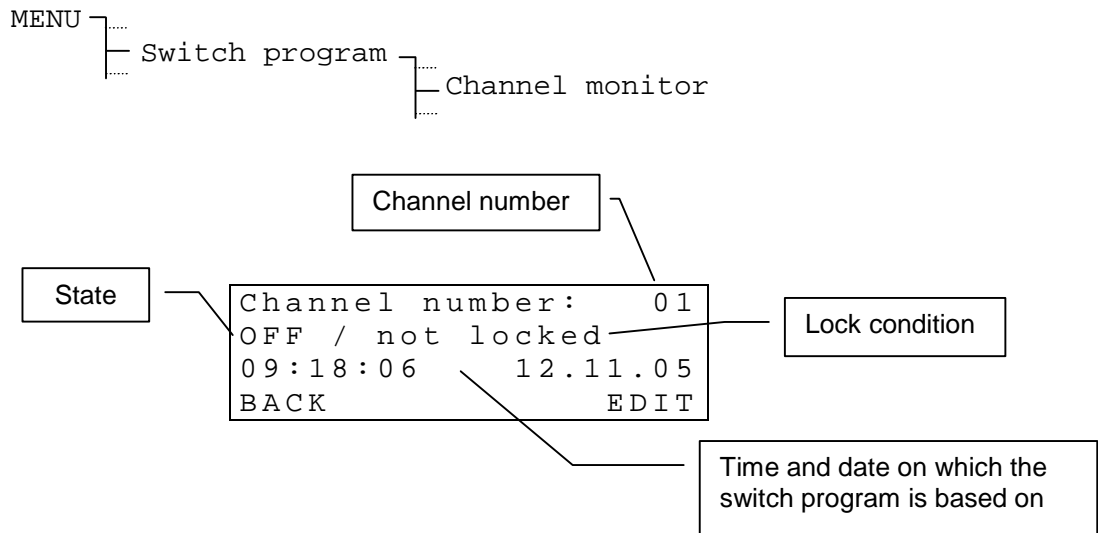 MENU
Switch program
Channel monitor
Channel number
State
Channel number: 01
OFF / not locked
09:18:06 12.11.05
BACK EDIT
Lock condition
Time and date on which the
switch program is based on